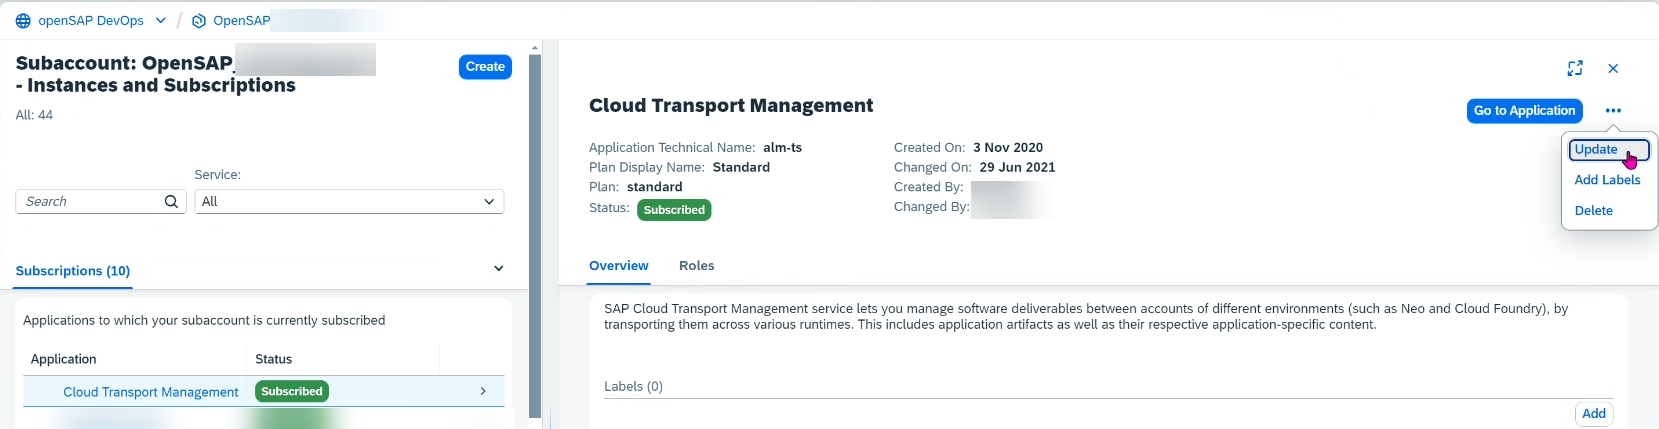 openSAP DevOps / OpenSAP
Subaccount: OpenSAP_
- Instances and Subscriptions
Create
All: 44
Service:
Search
All
Subscriptions (10)
Applications to which your subaccount is currently subscribed
Application Status
Cloud Transport Management Subscribed
Cloud Transport Management
Go to Application
Update
Add Labels
Delete
Application Technical Name: alm-ts
Plan Display Name: Standard
Plan: standard
Status: Subscribed
Created On: 3 Nov 2020
Changed On: 29 Jun 2021
Created By:
Changed By:
Overview Roles
SAP Cloud Transport Management service lets you manage software deliverables between accounts of different environments (such as Neo and Cloud Foundry), by
transporting them across various runtimes. This includes application artifacts as well as their respective application-specific content.
Labels (0)
Add